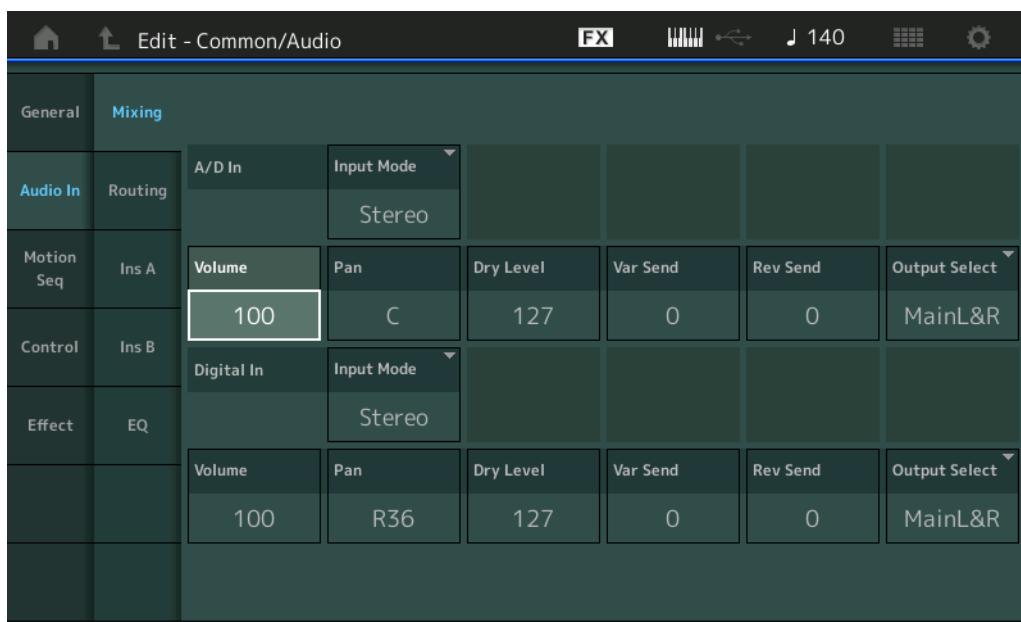 Edit - Common/Audio FX ♩ 140
General Mixing
A/D In Input Mode
Audio In Routing
Stereo
Motion
Seq
Ins A
Volume Pan Dry Level Var Send Rev Send Output Select
100 C 127 0 0 MainL&R
Control Ins B
Digital In Input Mode
Effect EQ
Stereo
Volume Pan Dry Level Var Send Rev Send Output Select
100 R36 127 0 0 MainL&R